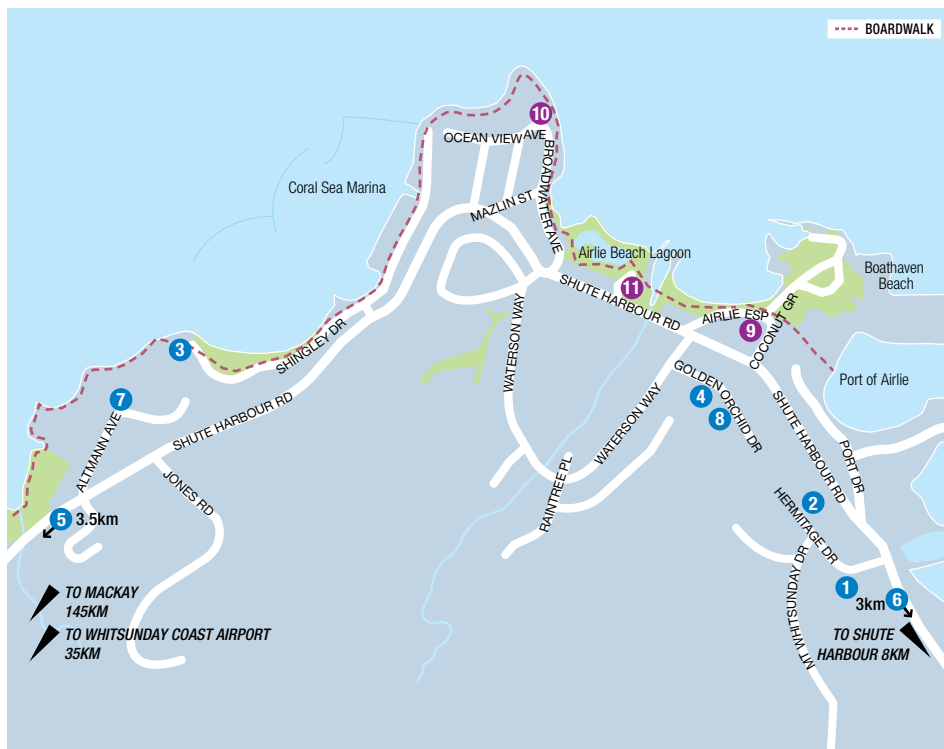 BOARDWALK
10
OCEAN VIEW AVE
BROADWATER AVE
Coral Sea Marina
MAZLIN ST
Airlie Beach Lagoon
Boathaven
Beach
11
SHUTE HARBOUR RD
AIRLIE ESP
9
COCONUT GR
3
SHINGLEY DR
WATERSON WAY
Port of Airlie
7
ALTMANN AVE
SHUTE HARBOUR RD
GOLDEN ORCHID DR
4
8
WATERSON WAY
SHUTE HARBOUR RD
PORT DR
JONES RD
RAINTREE PL
2
HERMITAGE DR
5
3.5km
MT WHITSUNDAY DR
1
3km
6
TO MACKAY
145KM
TO WHITSUNDAY COAST AIRPORT
35KM
TO SHUTE
HARBOUR 8KM